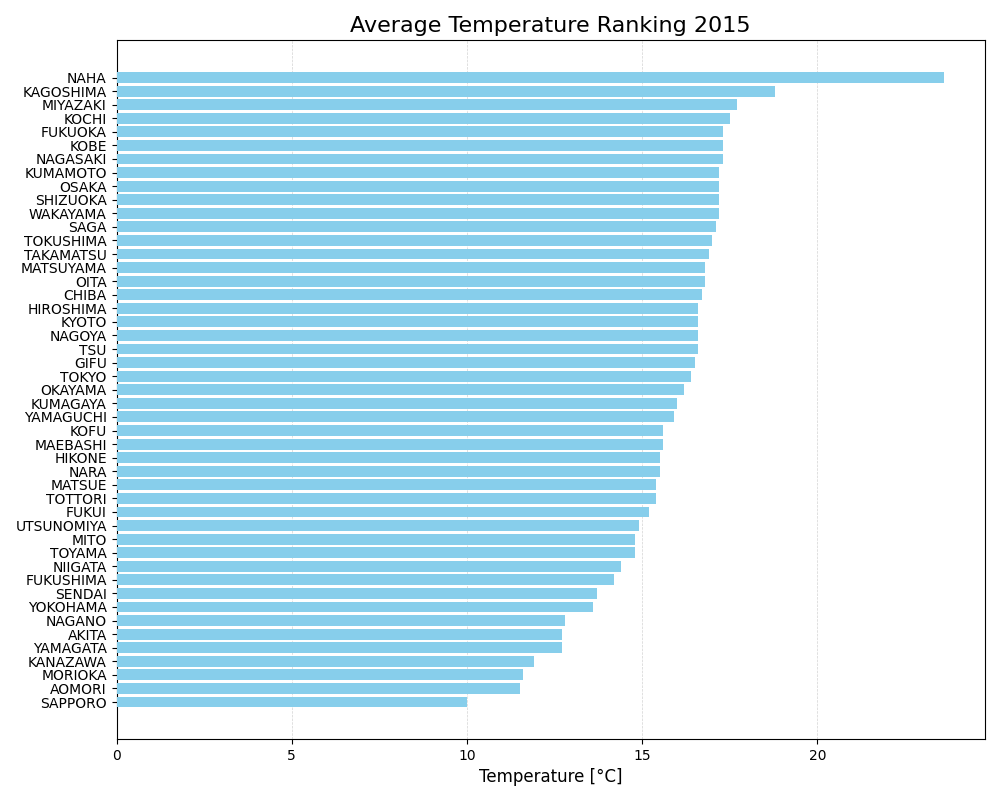 Average Temperature Ranking 2015
NAHA
KAGOSHIMA
MIYAZAKI
KOCHI
FUKUOKA
KOBE
NAGASAKI
KUMAMOTO
OSAKA
SHIZUOKA
WAKAYAMA
SAGA
TOKUSHIMA
TAKAMATSU
MATSUYAMA
OITA
CHIBA
HIROSHIMA
KYOTO
NAGOYA
TSU
GIFU
TOKYO
OKAYAMA
KUMAGAYA
YAMAGUCHI
KOFU
MAEBASHI
HIKONE
NARA
MATSUE
TOTTORI
FUKUI
UTSUNOMIYA
MITO
TOYAMA
NIIGATA
FUKUSHIMA
SENDAI
YOKOHAMA
NAGANO
AKITA
YAMAGATA
KANAZAWA
MORIOKA
AOMORI
SAPPORO
0 5 10 15 20
Temperature [°C]